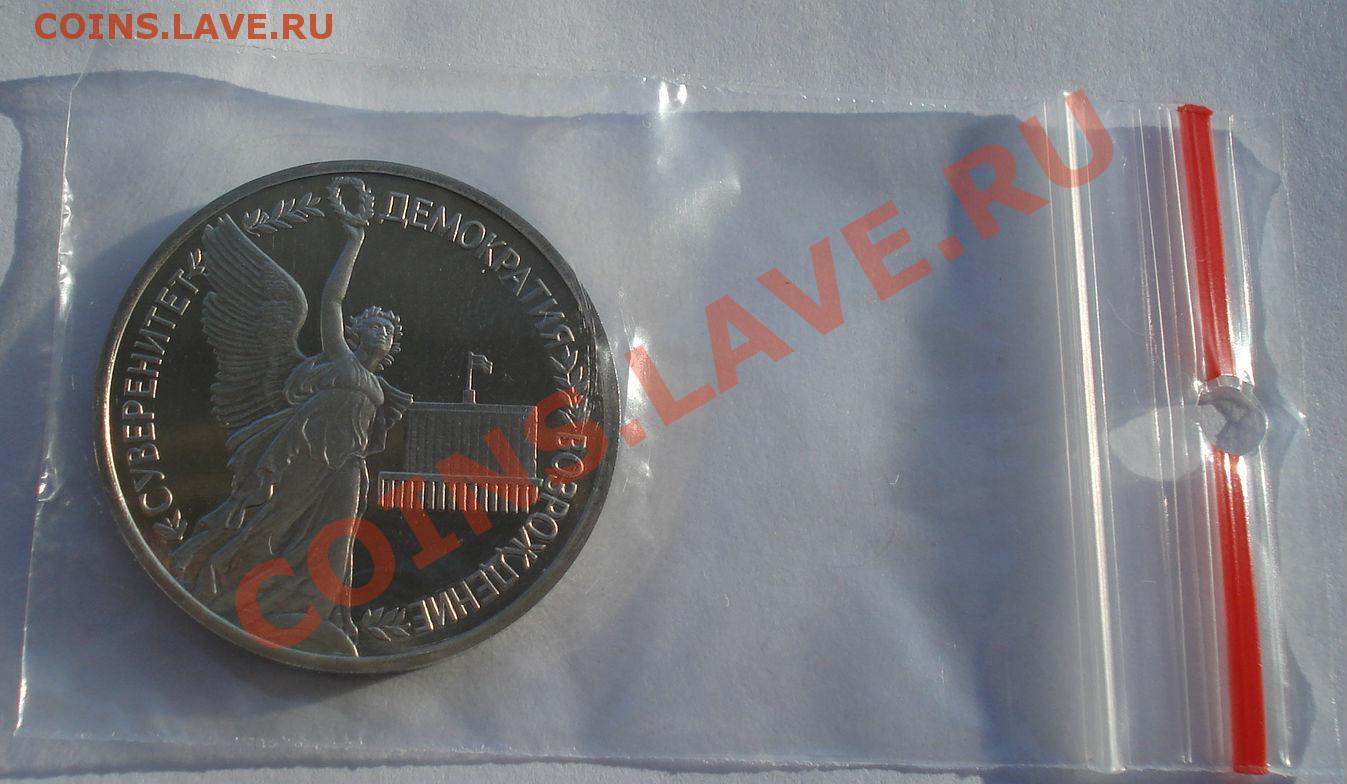 COINS.LAVE.RU
СУВЕРЕНИТЕТ
ДЕМОКРАТИЯ
ВОЗРОЖДЕНИЕ
COINS.LAVE.RU